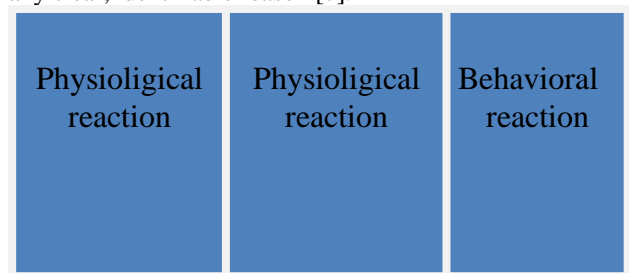 Physioligical
reaction
Physioligical
reaction
Behavioral
reaction